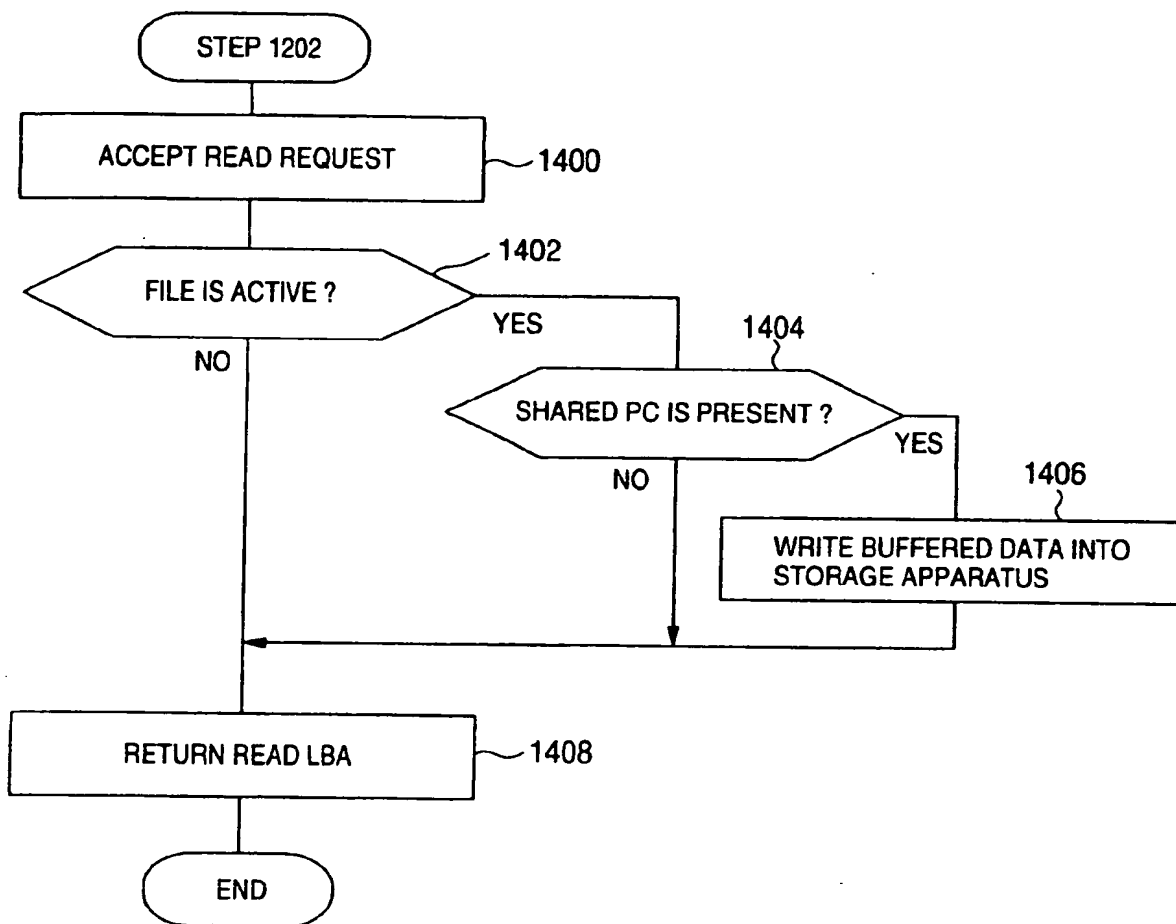 STEP 1202
ACCEPT READ REQUEST
1400
1402
FILE IS ACTIVE ?
YES
NO
1404
SHARED PC IS PRESENT ?
YES
NO
1406
WRITE BUFFERED DATA INTO
STORAGE APPARATUS
RETURN READ LBA
1408
END